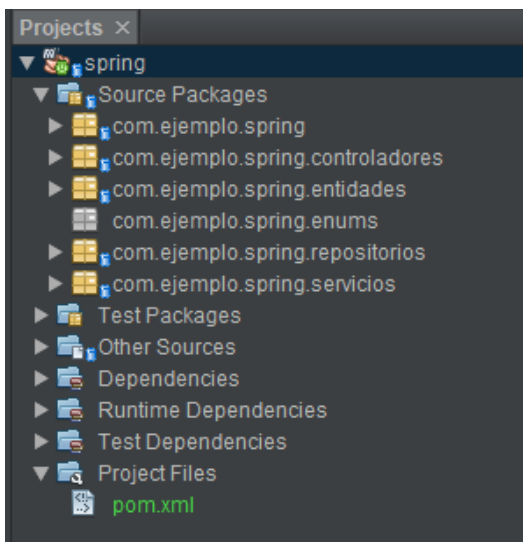 Projects ×
spring
Source Packages
com.ejemplo.spring
com.ejemplo.spring.controladores
com.ejemplo.spring.entidades
com.ejemplo.spring.enums
com.ejemplo.spring.repositorios
com.ejemplo.spring.servicios
Test Packages
Other Sources
Dependencies
Runtime Dependencies
Test Dependencies
Project Files
pom.xml